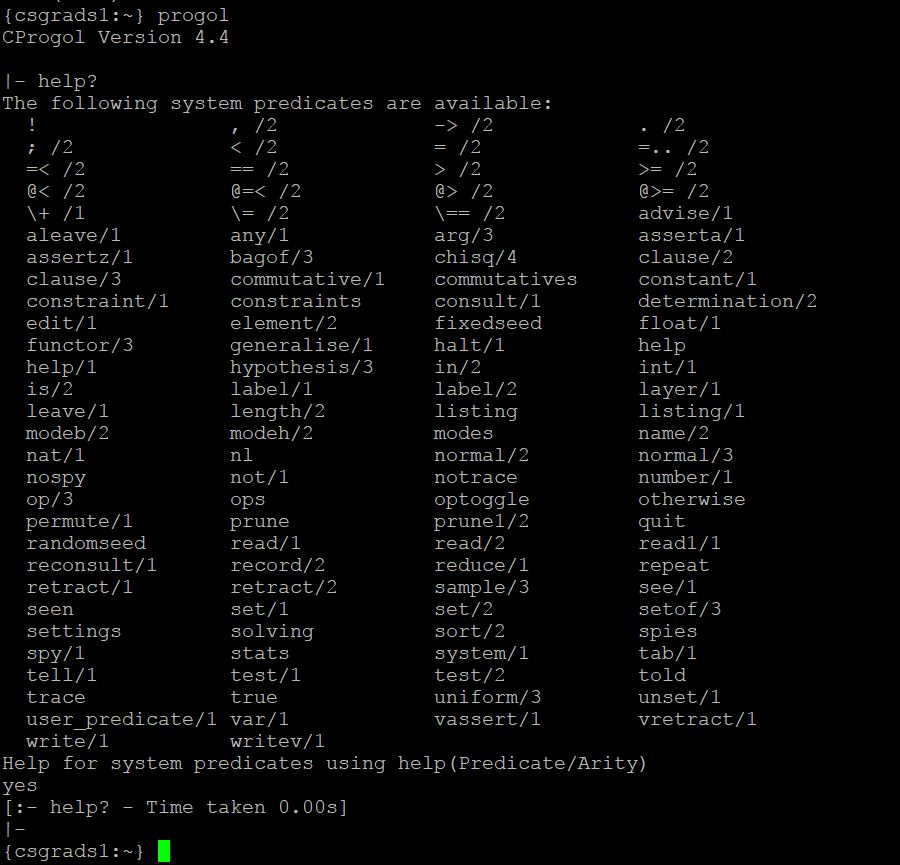 {csgrads1:~} progol
CProgol Version 4.4
|- help?
The following system predicates are available:
! , /2 -> /2 . /2
; /2 < /2 = /2 =.. /2
=< /2 == /2 > /2 >= /2
@< /2 @=< /2 @> /2 @>= /2
\+ /1 \= /2 \== /2 advise/1
aleave/1 any/1 arg/3 asserta/1
assertz/1 bagof/3 chisq/4 clause/2
clause/3 commutative/1 commutatives constant/1
constraint/1 constraints consult/1 determination/2
edit/1 element/2 fixedseed float/1
functor/3 generalise/1 halt/1 help
help/1 hypothesis/3 in/2 int/1
is/2 label/1 label/2 layer/1
leave/1 length/2 listing listing/1
modeb/2 modeh/2 modes name/2
nat/1 nl normal/2 normal/3
nospy not/1 notrace number/1
op/3 ops optoggle otherwise
permute/1 prune prune1/2 quit
randomseed read/1 read/2 read1/1
reconsult/1 record/2 reduce/1 repeat
retract/1 retract/2 sample/3 see/1
seen set/1 set/2 setof/3
settings solving sort/2 spies
spy/1 stats system/1 tab/1
tell/1 test/1 test/2 told
trace true uniform/3 unset/1
user_predicate/1 var/1 vassert/1 vretract/1
write/1 writev/1
Help for system predicates using help(Predicate/Arity)
yes
[:- help? - Time taken 0.00s]
|-
{csgrads1:~}